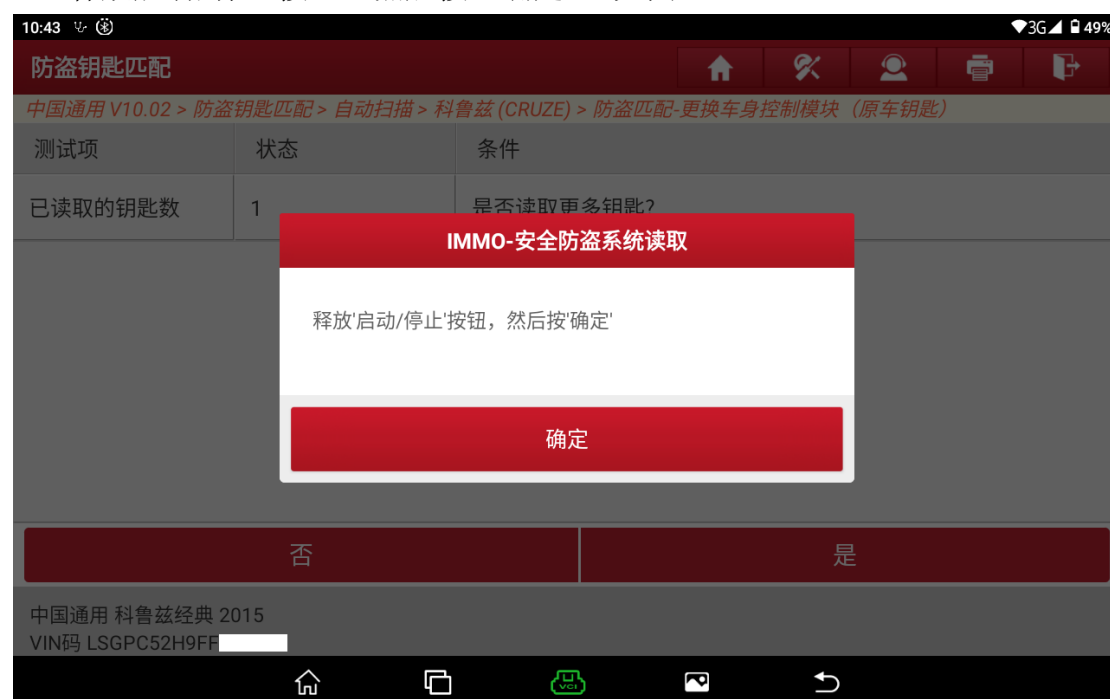 10:43 3G 49%
防盗钥匙匹配
中国通用 V10.02 > 防盗钥匙匹配 > 自动扫描 > 科鲁兹 (CRUZE) > 防盗匹配-更换车身控制模块（原车钥匙）
测试项 状态 条件
已读取的钥匙数 1 是否读取更多钥匙?
IMMO-安全防盗系统读取
释放'启动/停止'按钮，然后按'确定'
确定
否 是
中国通用 科鲁兹经典 2015
VIN码 LSGPC52H9FF
VCI